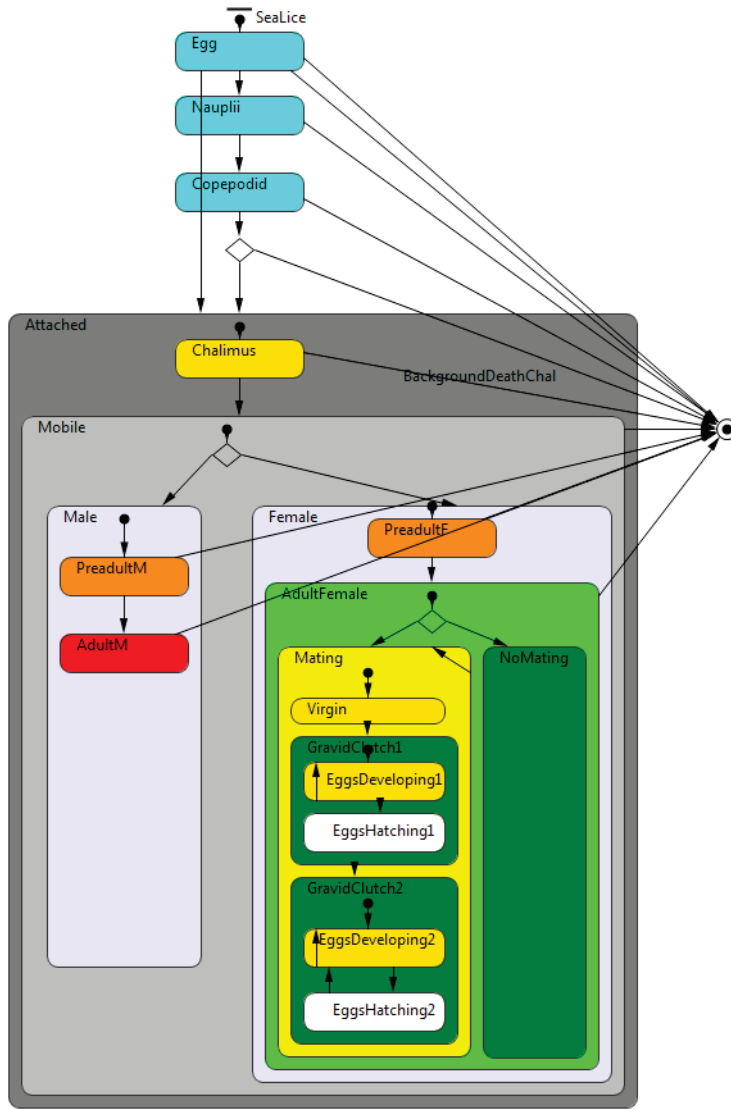 SeaLice
Egg
Nauplii
Copepodid
Attached
Chalimus
BackgroundDeathChal
Mobile
Male
Female
PreadultF
PreadultM
AdultFemale
AdultM
Mating
NoMating
Virgin
GravidClutch1
EggsDeveloping1
EggsHatching1
GravidClutch2
EggsDeveloping2
EggsHatching2